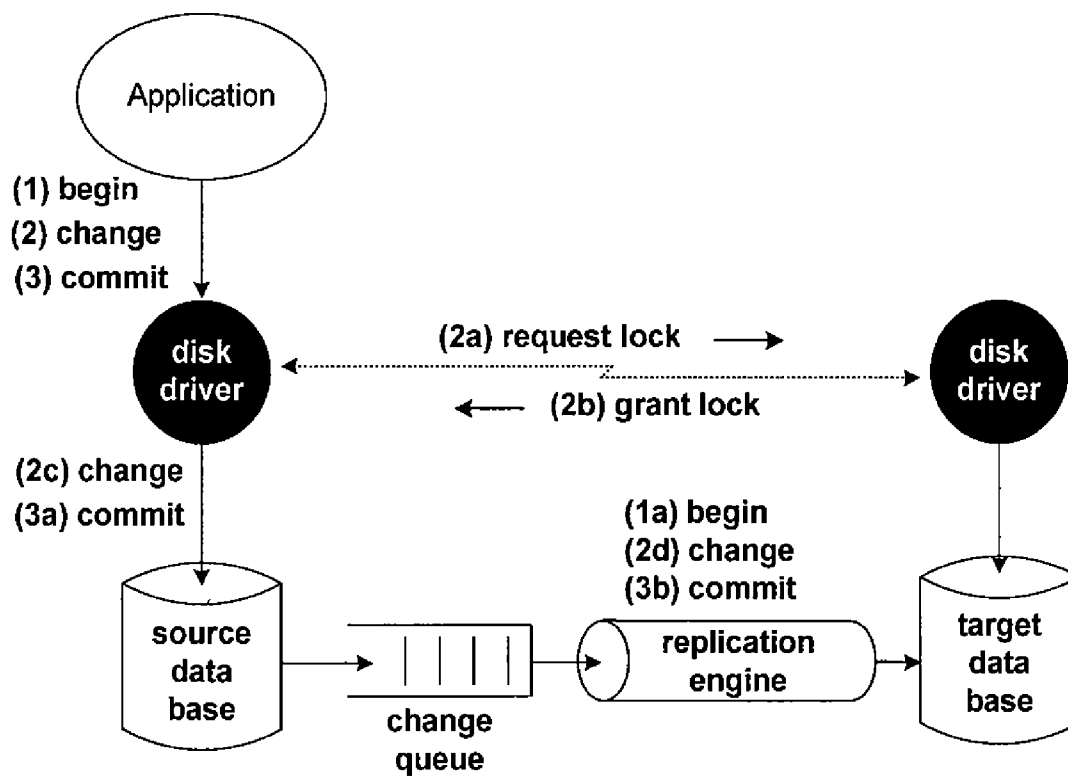 Application
(1) begin
(2) change
(3) commit
disk
driver
(2a) request lock
(2b) grant lock
disk
driver
(2c) change
(3a) commit
(1a) begin
(2d) change
(3b) commit
source
data
base
change
queue
replication
engine
target
data
base